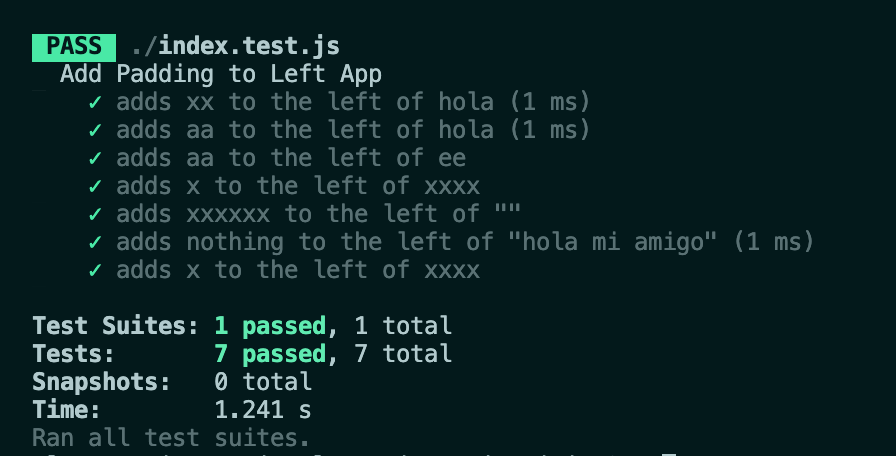 PASS ./index.test.js
Add Padding to Left App
✓ adds xx to the left of hola (1 ms)
✓ adds aa to the left of hola (1 ms)
✓ adds aa to the left of ee
✓ adds x to the left of xxxx
✓ adds xxxxxx to the left of ""
✓ adds nothing to the left of "hola mi amigo" (1 ms)
✓ adds x to the left of xxxx
Test Suites: 1 passed, 1 total
Tests: 7 passed, 7 total
Snapshots: 0 total
Time: 1.241 s
Ran all test suites.